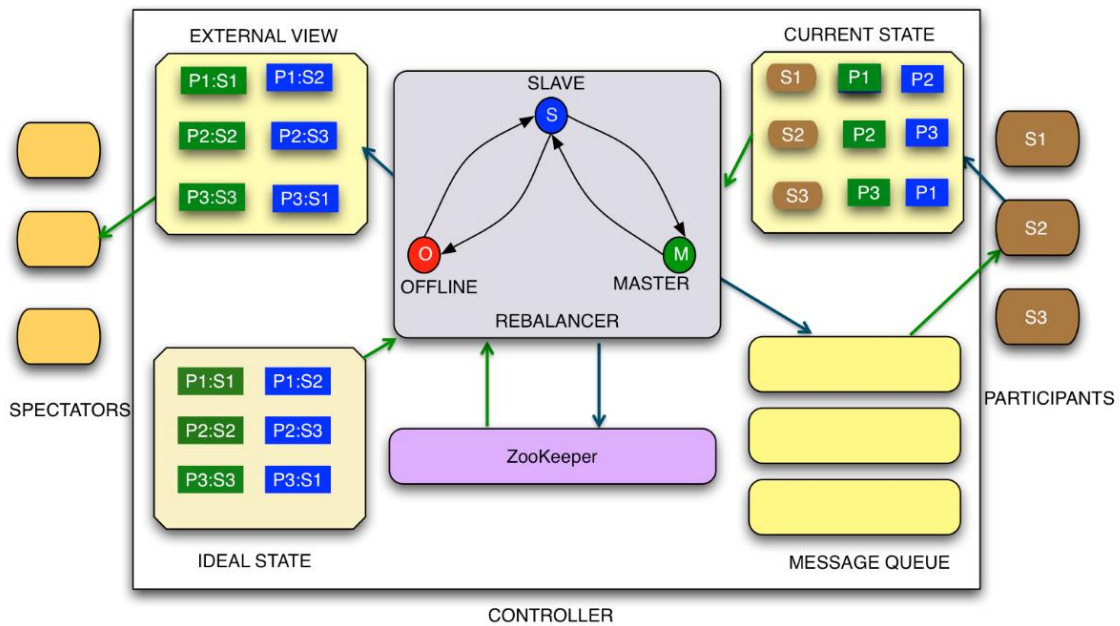 EXTERNAL VIEW
P1:S1 P1:S2
P2:S2 P2:S3
P3:S3 P3:S1
SLAVE
S
O
OFFLINE
M
MASTER
REBALANCER
CURRENT STATE
S1 P1 P2
S2 P2 P3
S3 P3 P1
S1
S2
S3
PARTICIPANTS
SPECTATORS
P1:S1 P1:S2
P2:S2 P2:S3
P3:S3 P3:S1
IDEAL STATE
ZooKeeper
MESSAGE QUEUE
CONTROLLER